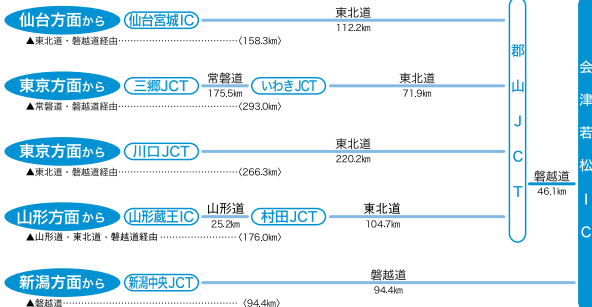 仙台方面から 仙台宮城IC 東北道 112.2km
▲東北道・磐越道経由……………………………………〈158.3km〉
東京方面から 三郷JCT 常磐道 175.5km いわきJCT 東北道 71.9km
▲常磐道・磐越道経由……………………………………〈293.0km〉
東京方面から 川口JCT 東北道 220.2km
▲東北道・磐越道経由……………………………………〈266.3km〉
山形方面から 山形蔵王IC 山形道 25.2km 村田JCT 東北道 104.7km
▲山形道・東北道・磐越道経由………………………〈176.0km〉
新潟方面から 新潟中央JCT 磐越道 94.4km
▲磐越道……………………………………………………〈94.4km〉
郡山JCT
磐越道
46.1km
会津若松IC